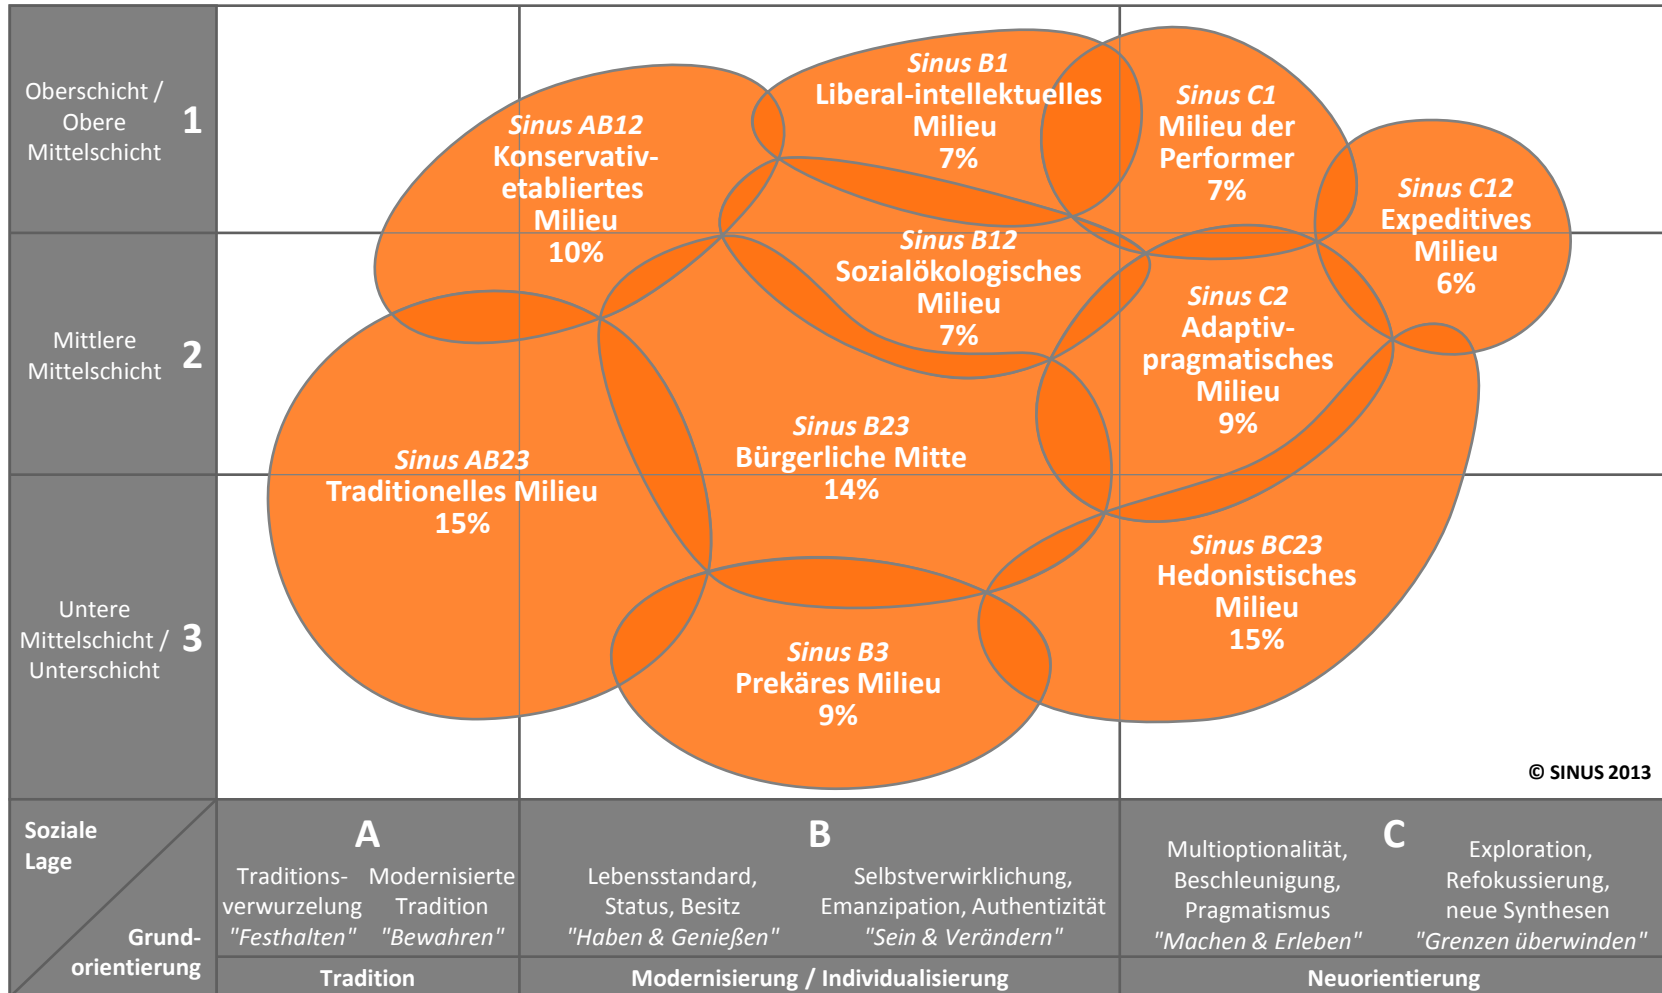 Oberschicht /
Obere
Mittelschicht
1
Mittlere
Mittelschicht
2
Untere
Mittelschicht /
Unterschicht
3
Sinus AB12
Konservativ-
etabliertes
Milieu
10%
Sinus B1
Liberal-intellektuelles
Milieu
7%
Sinus C1
Milieu der
Performer
7%
Sinus C12
Expeditives
Milieu
6%
Sinus B12
Sozialökologisches
Milieu
7%
Sinus C2
Adaptiv-
pragmatisches
Milieu
9%
Sinus AB23
Traditionelles Milieu
15%
Sinus B23
Bürgerliche Mitte
14%
Sinus BC23
Hedonistisches
Milieu
15%
Sinus B3
Prekäres Milieu
9%
© SINUS 2013
Soziale
Lage
Grund-
orientierung
A
Traditions-
verwurzelung
"Festhalten"
Modernisierte
Tradition
"Bewahren"
Tradition
B
Lebensstandard,
Status, Besitz
"Haben & Genießen"
Selbstverwirklichung,
Emanzipation, Authentizität
"Sein & Verändern"
Modernisierung / Individualisierung
C
Multioptionalität,
Beschleunigung,
Pragmatismus
"Machen & Erleben"
Exploration,
Refokussierung,
neue Synthesen
"Grenzen überwinden"
Neuorientierung